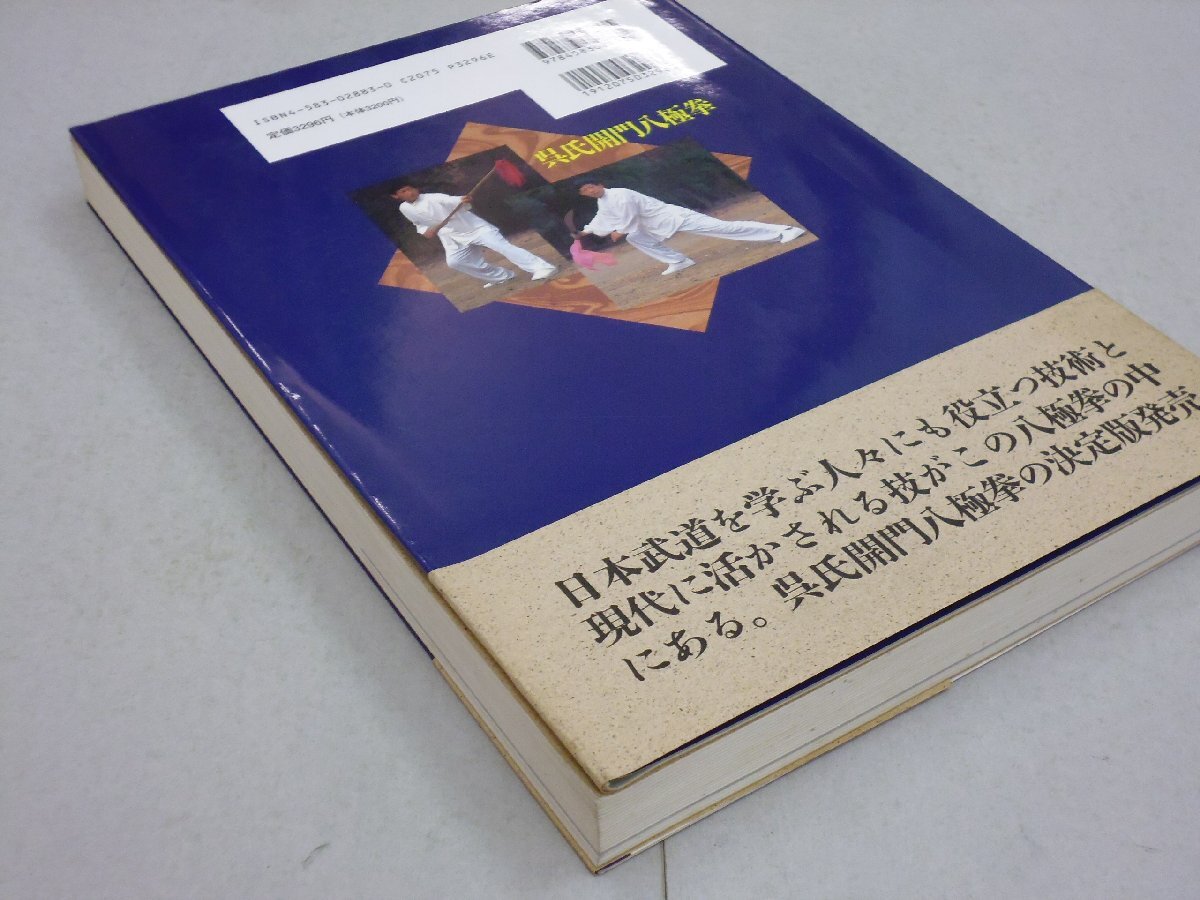 ISBN4-583-02883-0 C2075 P3296E
定価3296円(本体3200円)
呉氏開門八極拳
日本武道を学ぶ人々にも役立つ技術と
現代に活かされる技がこの八極拳の中
にある。呉氏開門八極拳の決定版発売